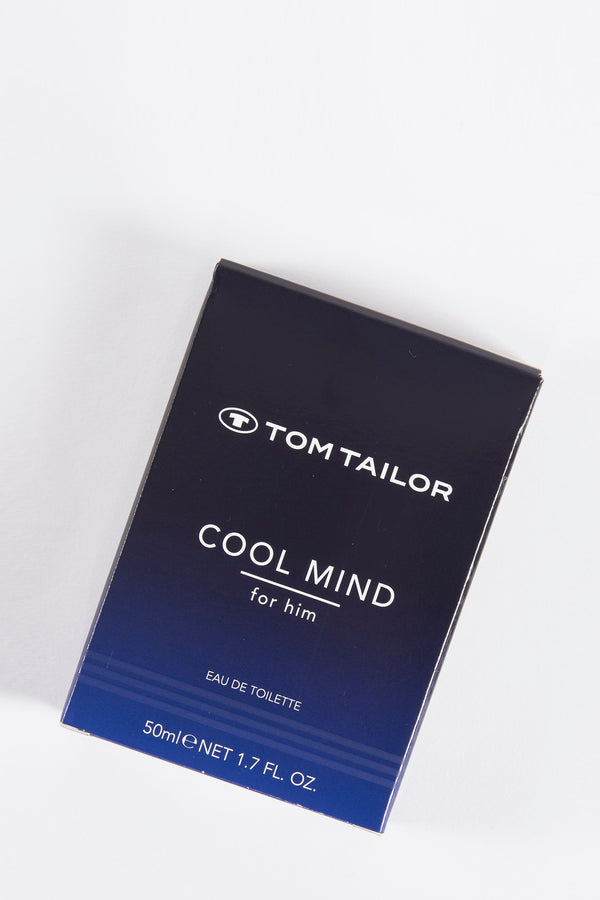 TOM TAILOR
COOL MIND
for him
EAU DE TOILETTE
50ml℮NET 1.7 FL. OZ.